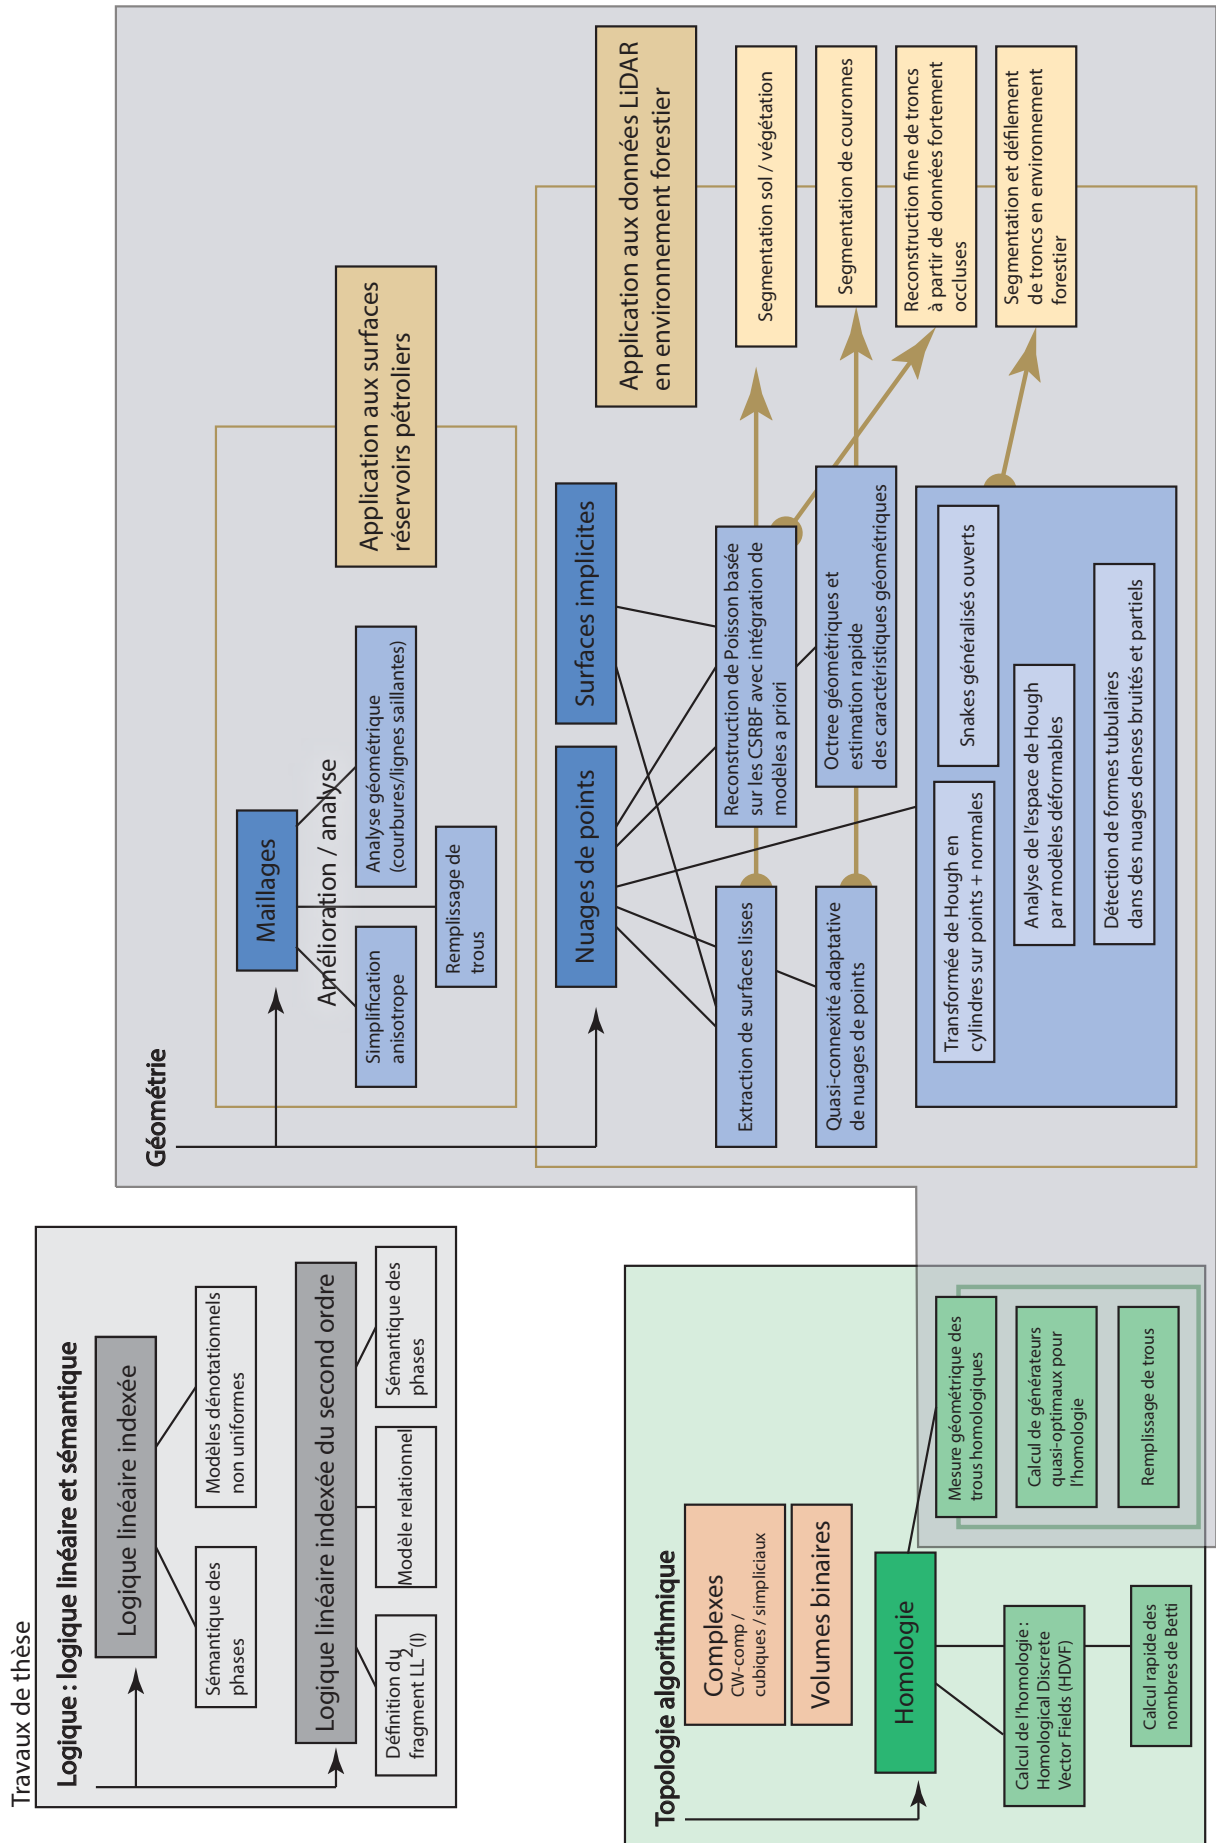 Travaux de thèse
Logique : logique linéaire et sémantique
Logique linéaire indexée
Sémantique des
phases
Modèles dénotationnels
non uniformes
Logique linéaire indexée du second ordre
Définition du
fragment LL²(I)
Modèle relationnel
Sémantique des
phases
Topologie algorithmique
Complexes
CW-comp /
cubiques / simpliciaux
Volumes binaires
Homologie
Calcul de l'homologie :
Homological Discrete
Vector Fields (HDVF)
Calcul rapide des
nombres de Betti
Mesure géométrique des
trous homologiques
Calcul de générateurs
quasi-optimaux pour
l'homologie
Remplissage de trous
Géométrie
Maillages
Amélioration / analyse
Simplification
anisotrope
Remplissage de
trous
Analyse géométrique
(courbures/lignes saillantes)
Application aux surfaces
réservoirs pétroliers
Nuages de points
Surfaces implicites
Extraction de surfaces lisses
Reconstruction de Poisson basée
sur les CSRBF avec intégration de
modèles a priori
Quasi-connexité adaptative
de nuages de points
Octree géométriques et
estimation rapide
des caractéristiques géométriques
Transformée de Hough en
cylindres sur points + normales
Snakes généralisés ouverts
Analyse de l'espace de Hough
par modèles déformables
Détection de formes tubulaires
dans des nuages denses bruités et partiels
Application aux données LiDAR
en environnement forestier
Segmentation sol / végétation
Segmentation de couronnes
Reconstruction fine de troncs
à partir de données fortement
occluses
Segmentation et défilement
de troncs en environnement
forestier